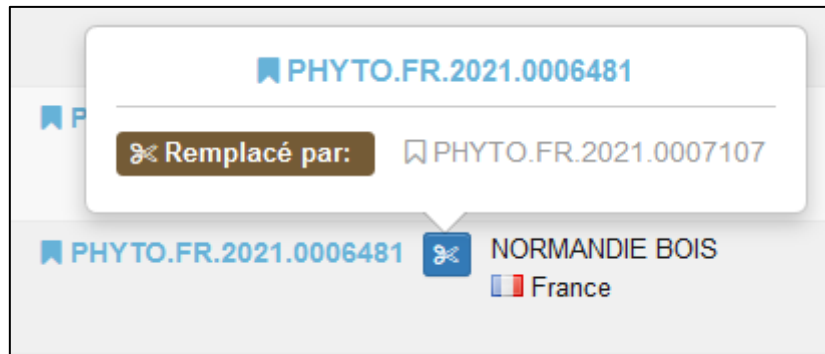 PHYTO.FR.2021.0006481
Remplacé par: PHYTO.FR.2021.0007107
P
PHYTO.FR.2021.0006481 NORMANDIE BOIS
France